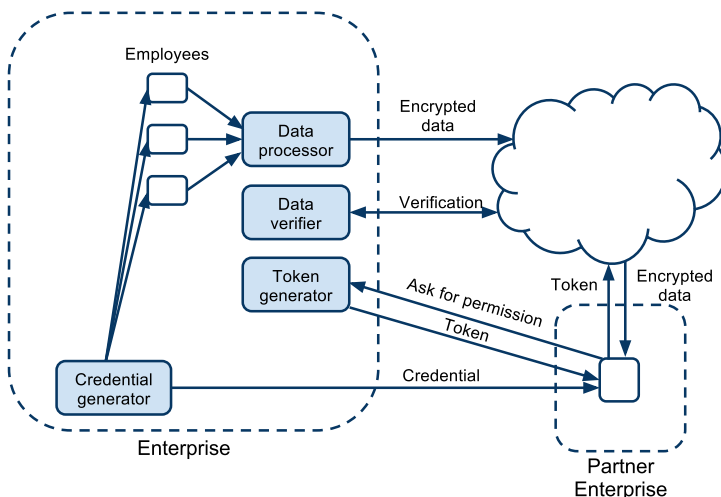 Employees
Data
processor
Encrypted
data
Data
verifier
Verification
Token
generator
Ask for permission
Token
Token
Encrypted
data
Credential
generator
Credential
Enterprise
Partner
Enterprise